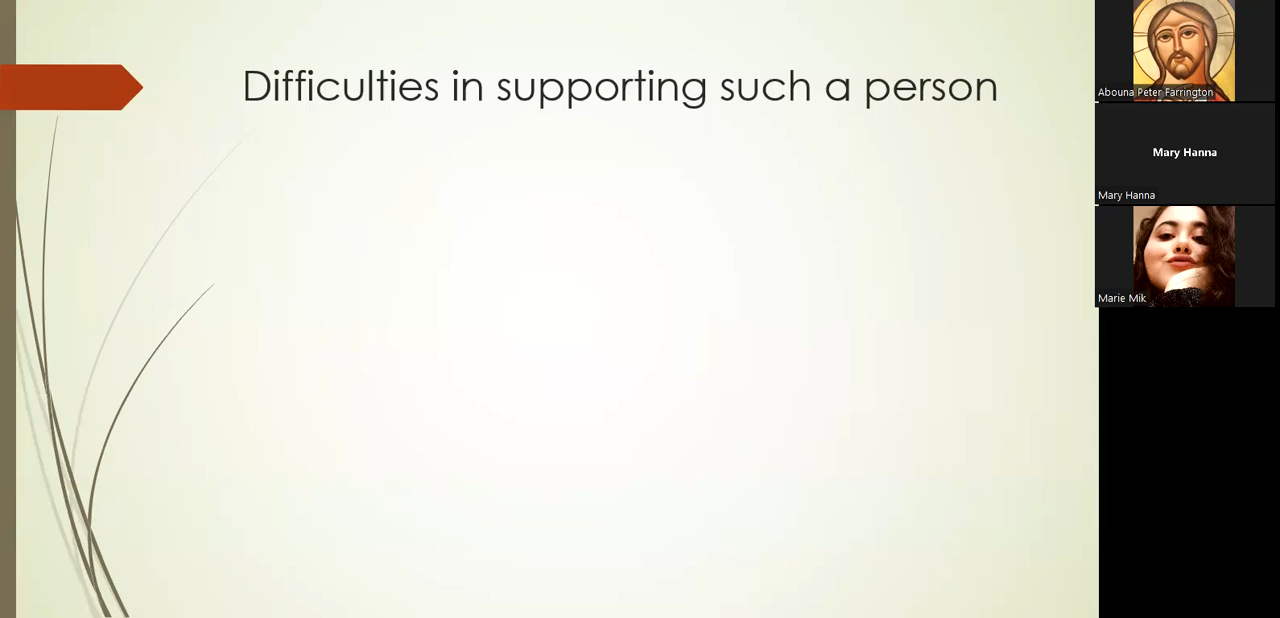 Difficulties in supporting such a person
Abouna Peter Farrington
Mary Hanna
Mary Hanna
Marie Mik